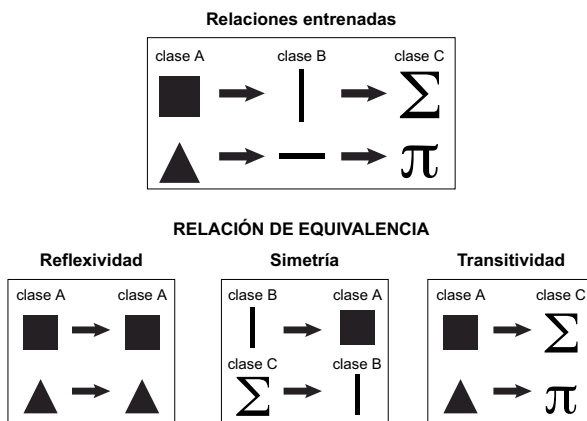 Relaciones entrenadas
clase A clase B clase C
Σ
π
RELACIÓN DE EQUIVALENCIA
Reflexividad
clase A clase A
Simetría
clase B clase A
clase C clase B
Σ
Transitividad
clase A clase C
Σ
π